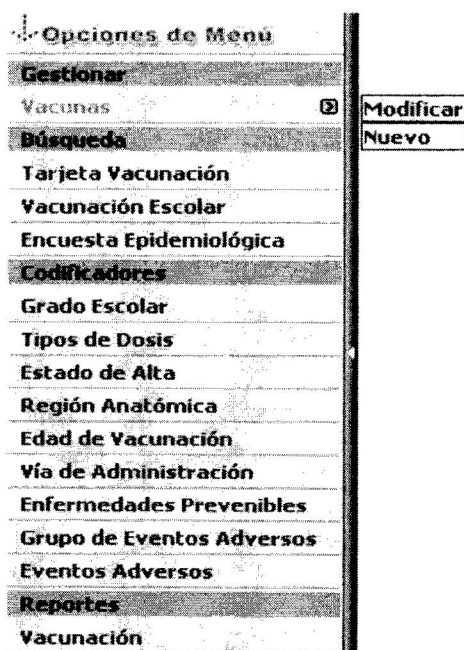 Opciones de Menú
Gestionar
Vacunas
Modificar
Nuevo
Búsqueda
Tarjeta Vacunación
Vacunación Escolar
Encuesta Epidemiológica
Codificadores
Grado Escolar
Tipos de Dosis
Estado de Alta
Región Anatómica
Edad de Vacunación
Vía de Administración
Enfermedades Prevenibles
Grupo de Eventos Adversos
Eventos Adversos
Reportes
Vacunación